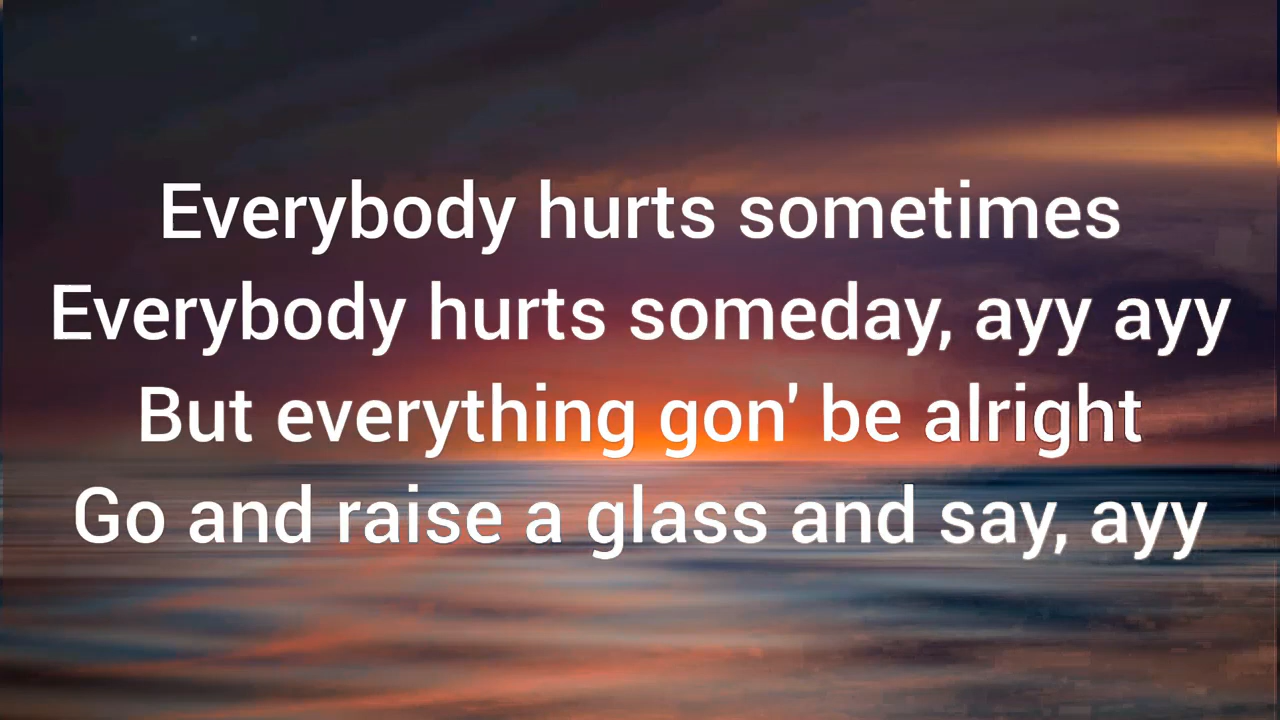 Everybody hurts sometimes
Everybody hurts someday, ayy ayy
But everything gon' be alright
Go and raise a glass and say, ayy